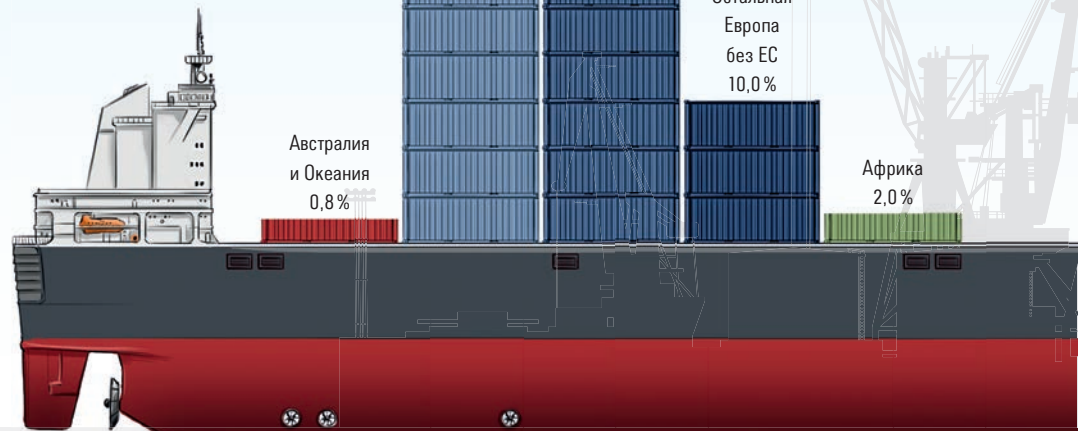 Европа
без ЕС
10,0 %
Австралия
и Океания
0,8 %
Африка
2,0 %